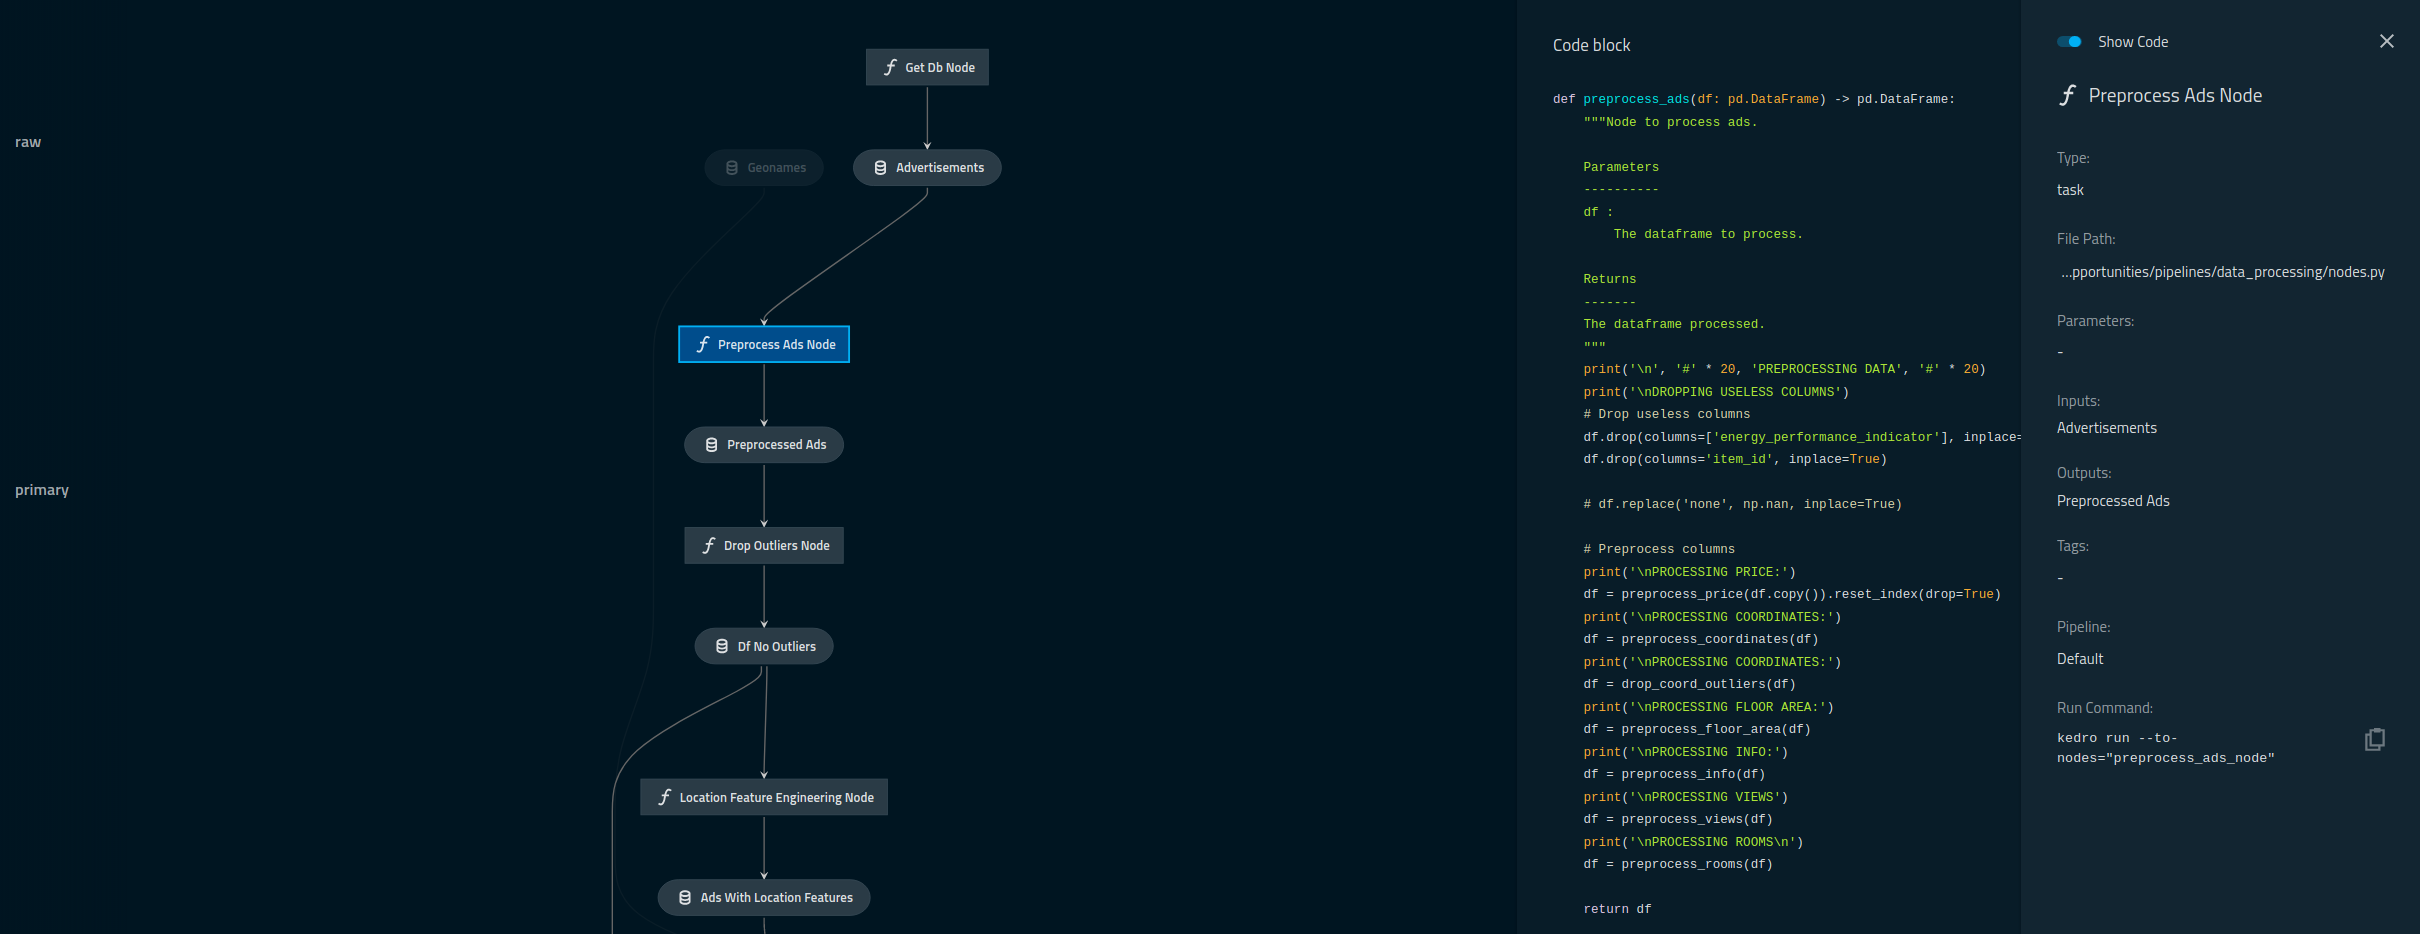 raw
primary
Get Db Node
Geonames
Advertisements
Preprocess Ads Node
Preprocessed Ads
Drop Outliers Node
Df No Outliers
Location Feature Engineering Node
Ads With Location Features
Code block
def preprocess_ads(df: pd.DataFrame) -> pd.DataFrame:
    """Node to process ads.

    Parameters
    ----------
    df :
        The dataframe to process.

    Returns
    -------
    The dataframe processed.
    """
    print('\n', '#' * 20, 'PREPROCESSING DATA', '#' * 20)
    print('\nDROPPING USELESS COLUMNS')
    # Drop useless columns
    df.drop(columns=['energy_performance_indicator'], inplace=
    df.drop(columns='item_id', inplace=True)

    # df.replace('none', np.nan, inplace=True)

    # Preprocess columns
    print('\nPROCESSING PRICE:')
    df = preprocess_price(df.copy()).reset_index(drop=True)
    print('\nPROCESSING COORDINATES:')
    df = preprocess_coordinates(df)
    print('\nPROCESSING COORDINATES:')
    df = drop_coord_outliers(df)
    print('\nPROCESSING FLOOR AREA:')
    df = preprocess_floor_area(df)
    print('\nPROCESSING INFO:')
    df = preprocess_info(df)
    print('\nPROCESSING VIEWS')
    df = preprocess_views(df)
    print('\nPROCESSING ROOMS\n')
    df = preprocess_rooms(df)

    return df
Show Code
Preprocess Ads Node
Type:
task
File Path:
...pportunities/pipelines/data_processing/nodes.py
Parameters:
-
Inputs:
Advertisements
Outputs:
Preprocessed Ads
Tags:
-
Pipeline:
Default
Run Command:
kedro run --to-
nodes="preprocess_ads_node"